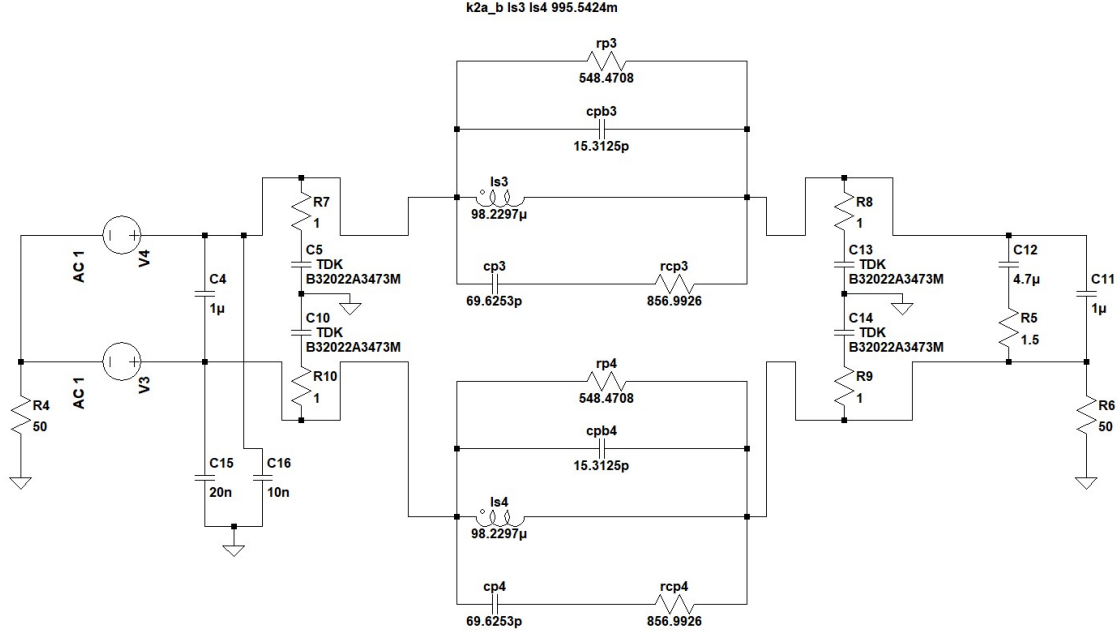 k2a_b ls3 ls4 995.5424m
rp3
548.4708
cpb3
15.3125p
ls3
98.2297µ
cp3
69.6253p
rcp3
856.9926
AC 1
V4
C4
1µ
R7
1
C5
TDK
B32022A3473M
C10
TDK
B32022A3473M
R10
1
R8
1
C13
TDK
B32022A3473M
C14
TDK
B32022A3473M
R9
1
C12
4.7µ
C11
1µ
R5
1.5
AC 1
V3
R4
50
R6
50
C15
20n
C16
10n
rp4
548.4708
cpb4
15.3125p
ls4
98.2297µ
cp4
69.6253p
rcp4
856.9926